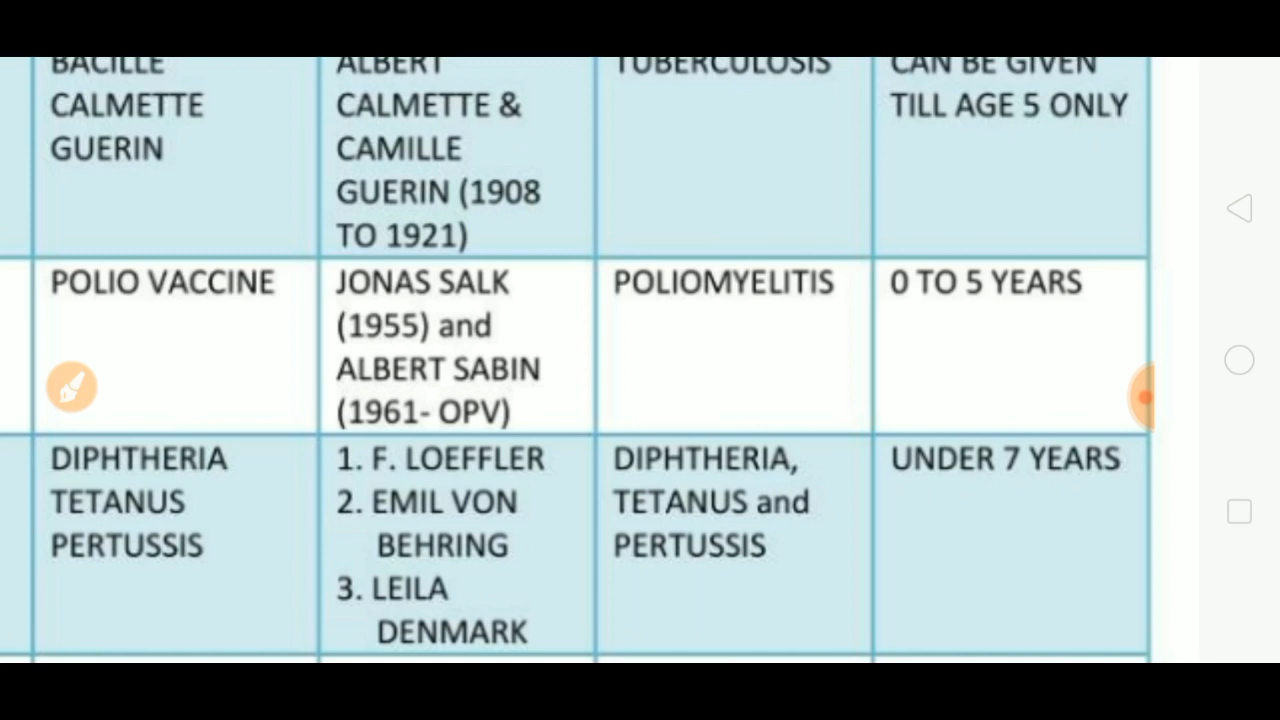 BACILLE
CALMETTE
GUERIN
ALBERT
CALMETTE &
CAMILLE
GUERIN (1908
TO 1921)
TUBERCULOSIS
CAN BE GIVEN
TILL AGE 5 ONLY
POLIO VACCINE
JONAS SALK
(1955) and
ALBERT SABIN
(1961- OPV)
POLIOMYELITIS
0 TO 5 YEARS
DIPHTHERIA
TETANUS
PERTUSSIS
1. F. LOEFFLER
2. EMIL VON
BEHRING
3. LEILA
DENMARK
DIPHTHERIA,
TETANUS and
PERTUSSIS
UNDER 7 YEARS